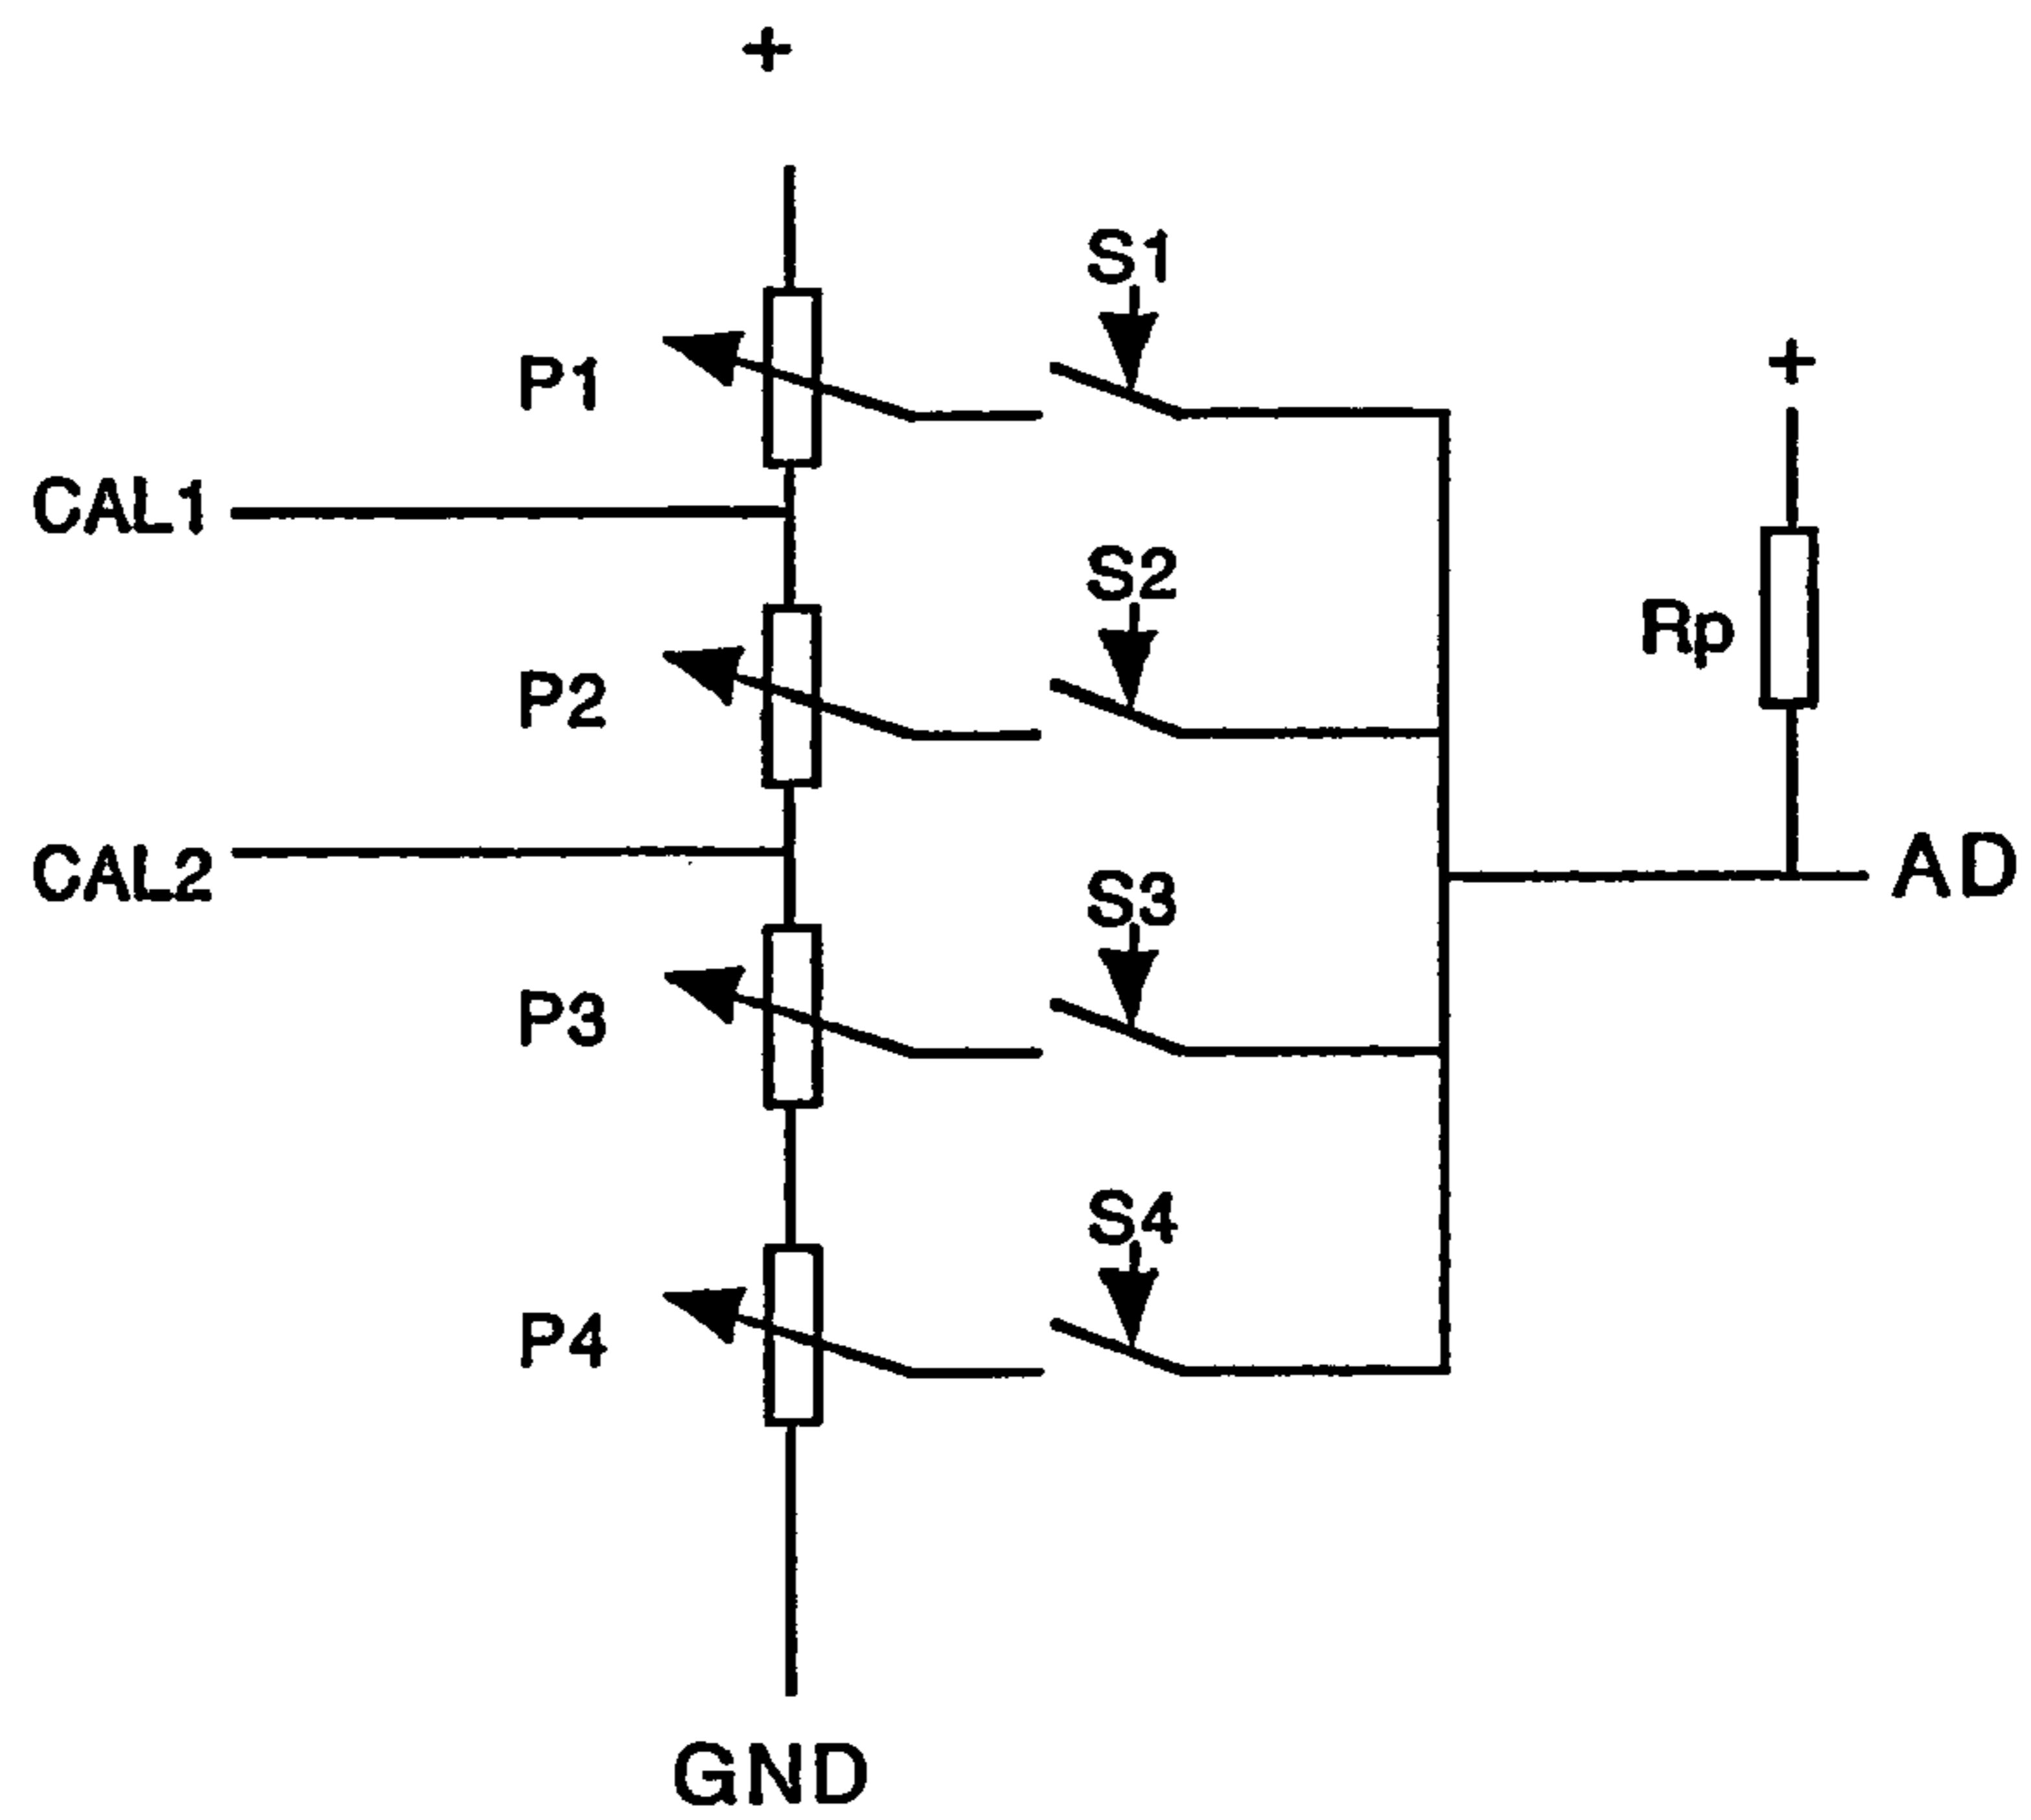 +
S1
P1
+
CAL1
S2
Rp
P2
CAL2
AD
S3
P3
S4
P4
GND